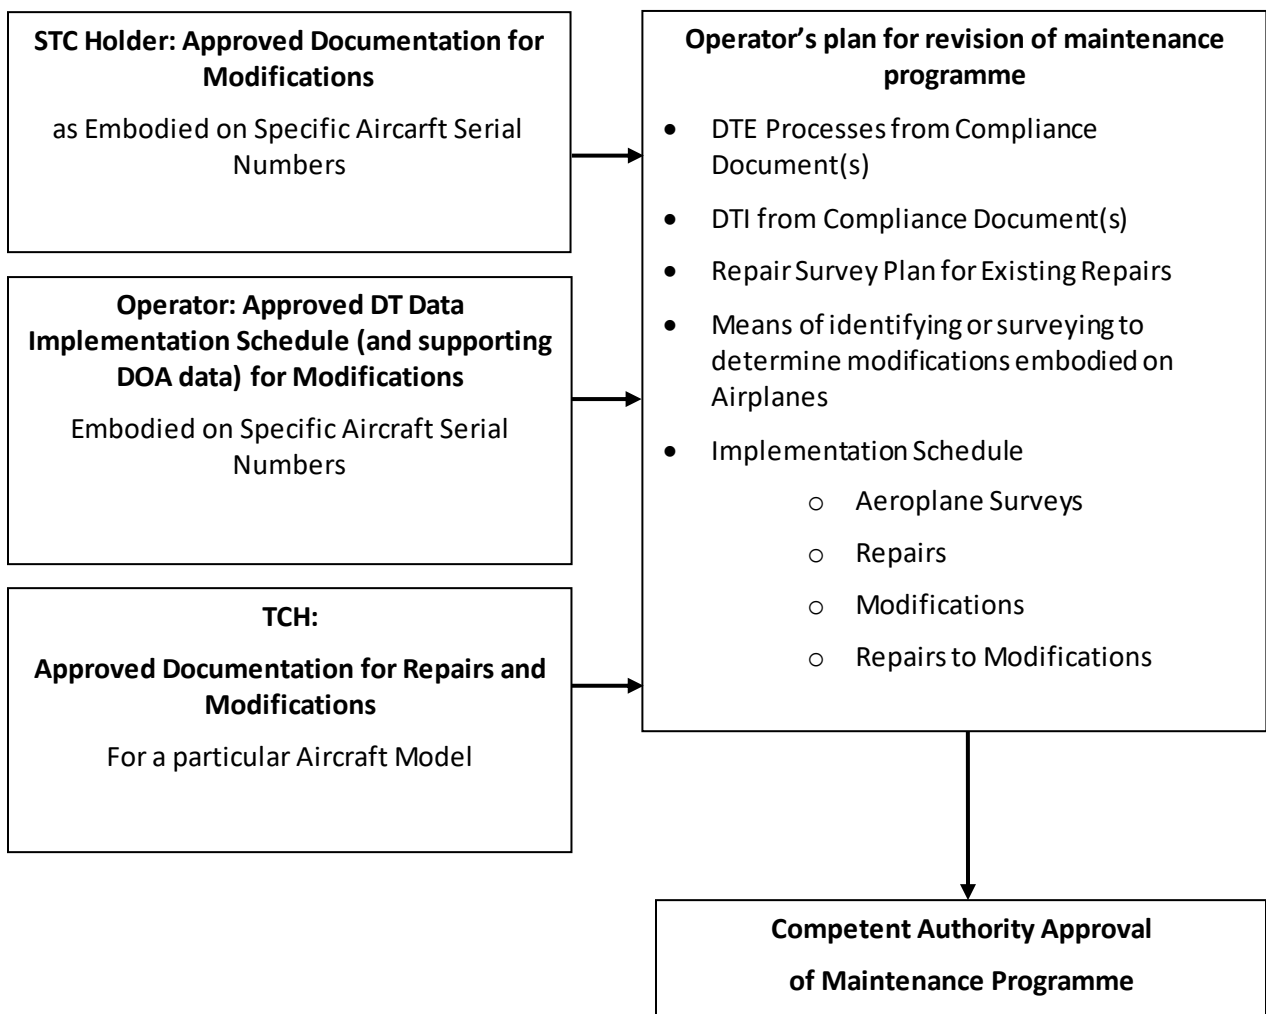 STC Holder: Approved Documentation for
Modifications
as Embodied on Specific Aircarft Serial
Numbers
Operator: Approved DT Data
Implementation Schedule (and supporting
DOA data) for Modifications
Embodied on Specific Aircraft Serial
Numbers
TCH:
Approved Documentation for Repairs and
Modifications
For a particular Aircraft Model
Operator’s plan for revision of maintenance
programme
• DTE Processes from Compliance
Document(s)
• DTI from Compliance Document(s)
• Repair Survey Plan for Existing Repairs
• Means of identifying or surveying to
determine modifications embodied on
Airplanes
• Implementation Schedule
o Aeroplane Surveys
o Repairs
o Modifications
o Repairs to Modifications
Competent Authority Approval
of Maintenance Programme